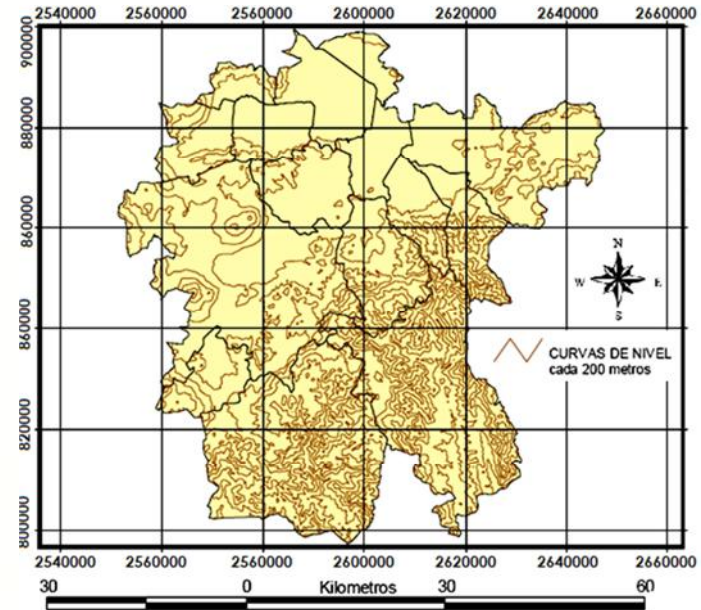 2540000 2560000 2560000 2600000 2620000 2640000 2660000
900000
880000
860000
860000
820000
800000
N
W E
S
CURVAS DE NIVEL
cada 200 metros
2540000 2560000 2560000 2600000 2620000 2640000 2660000
30 0 Kilometros 30 60